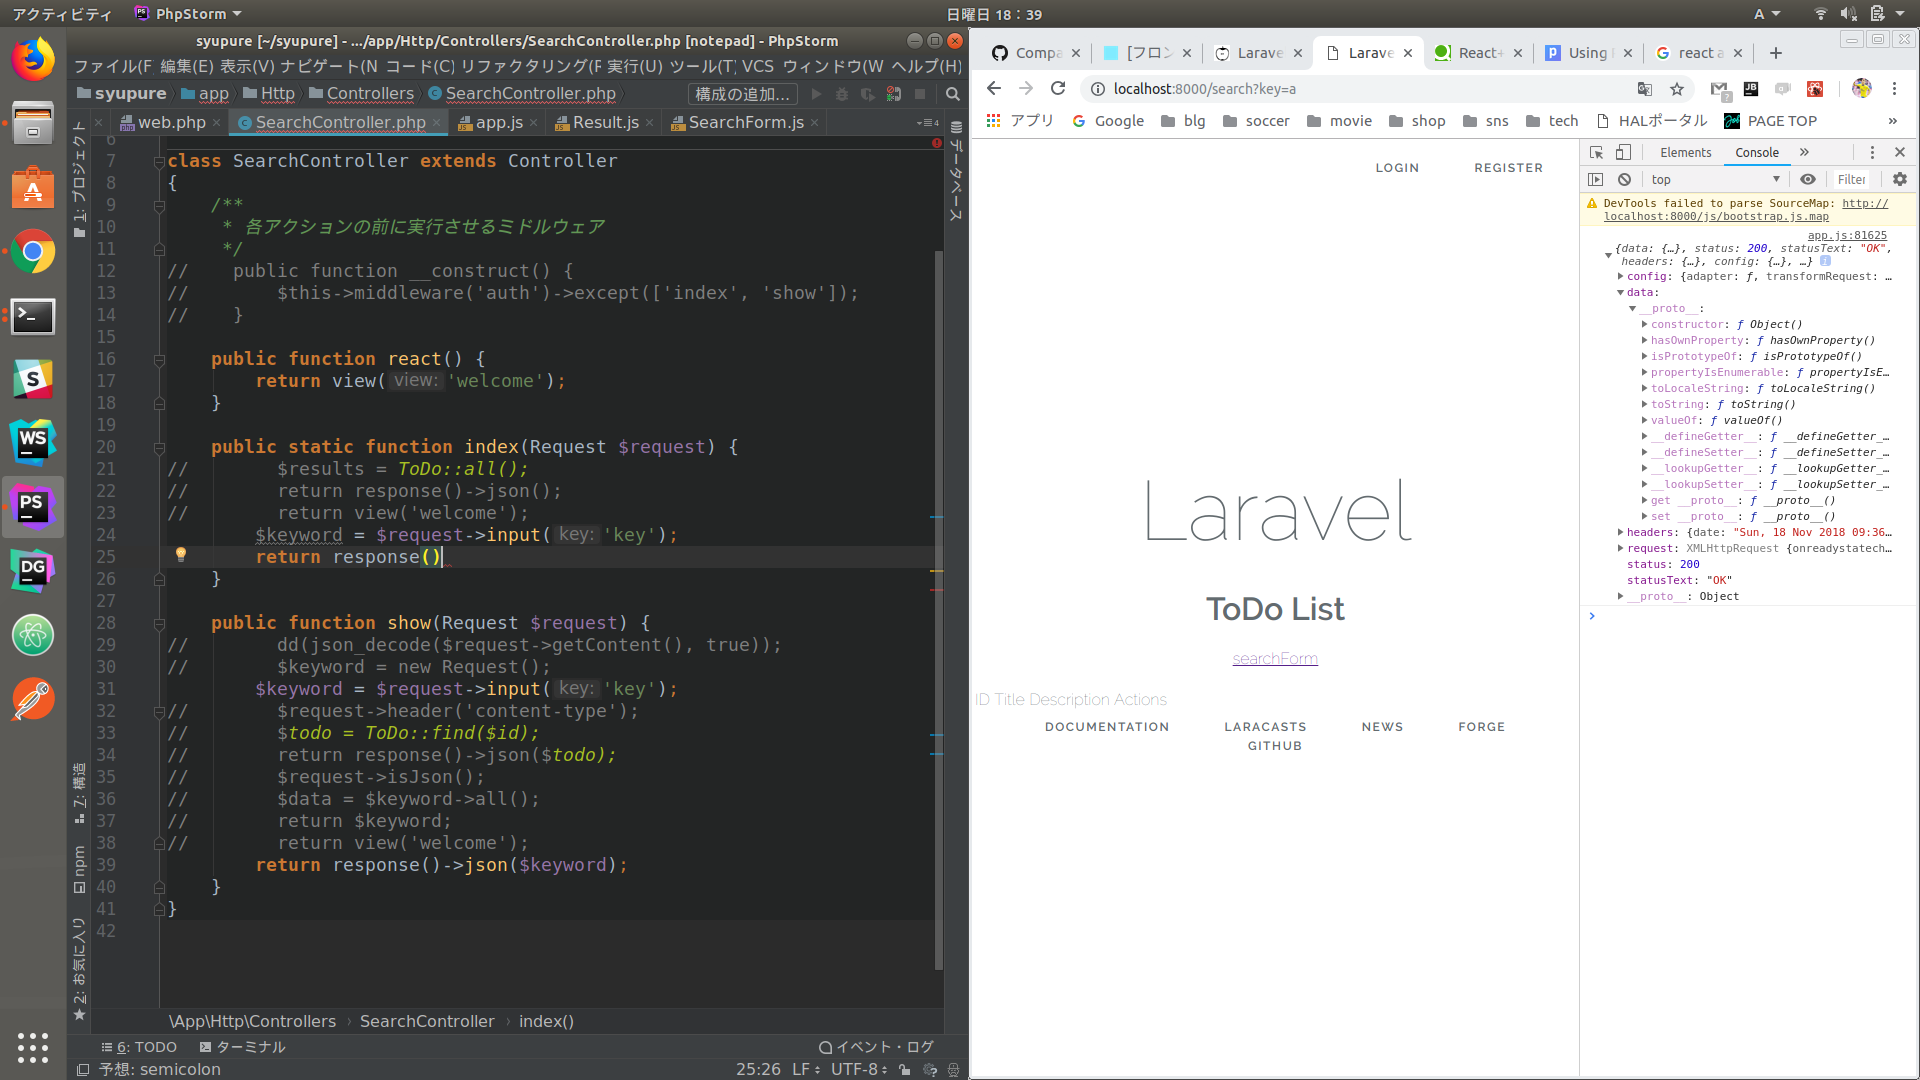 アクティビティ PhpStorm 日曜日 18：39 A
syupure [~/syupure] - .../app/Http/Controllers/SearchController.php [notepad] - PhpStorm
ファイル(F 編集(E) 表示(V) ナビゲート(N コード(C) リファクタリング(F 実行(U) ツール(T) VCS ウィンドウ(W ヘルプ(H)
syupure app Http Controllers SearchController.php 構成の追加...
web.php SearchController.php app.js Result.js SearchForm.js
1: プロジェクト
データベース
7: 構造
npm
2: お気に入り
6
7 class SearchController extends Controller
8 {
9 /**
10 * 各アクションの前に実行させるミドルウェア
11 */
12 // public function __construct() {
13 // $this->middleware('auth')->except(['index', 'show']);
14 // }
15
16 public function react() {
17 return view( view: 'welcome');
18 }
19
20 public static function index(Request $request) {
21 // $results = ToDo::all();
22 // return response()->json();
23 // return view('welcome');
24 $keyword = $request->input( key: 'key');
25 return response()
26 }
27
28 public function show(Request $request) {
29 // dd(json_decode($request->getContent(), true));
30 // $keyword = new Request();
31 $keyword = $request->input( key: 'key');
32 // $request->header('content-type');
33 // $todo = ToDo::find($id);
34 // return response()->json($todo);
35 // $request->isJson();
36 // $data = $keyword->all();
37 // return $keyword;
38 // return view('welcome');
39 return response()->json($keyword);
40 }
41 }
42
\App\Http\Controllers › SearchController › index()
6: TODO ターミナル イベント・ログ
予想: semicolon 25:26 LF UTF-8
Compa [フロン Larave Larave React+ Using react a
localhost:8000/search?key=a
アプリ Google blg soccer movie shop sns tech HALポータル PAGE TOP »
LOGIN REGISTER
Laravel
ToDo List
searchForm
ID Title Description Actions
DOCUMENTATION LARACASTS NEWS FORGE
GITHUB
Elements Console »
top Filter
DevTools failed to parse SourceMap: http://
localhost:8000/js/bootstrap.js.map
app.js:81625
{data: {…}, status: 200, statusText: "OK",
headers: {…}, config: {…}, …}
config: {adapter: ƒ, transformRequest: …
data:
__proto__:
constructor: ƒ Object()
hasOwnProperty: ƒ hasOwnProperty()
isPrototypeOf: ƒ isPrototypeOf()
propertyIsEnumerable: ƒ propertyIsE…
toLocaleString: ƒ toLocaleString()
toString: ƒ toString()
valueOf: ƒ valueOf()
__defineGetter__: ƒ __defineGetter_…
__defineSetter__: ƒ __defineSetter_…
__lookupGetter__: ƒ __lookupGetter_…
__lookupSetter__: ƒ __lookupSetter_…
get __proto__: ƒ __proto__()
set __proto__: ƒ __proto__()
headers: {date: "Sun, 18 Nov 2018 09:36…
request: XMLHttpRequest {onreadystatech…
status: 200
statusText: "OK"
__proto__: Object